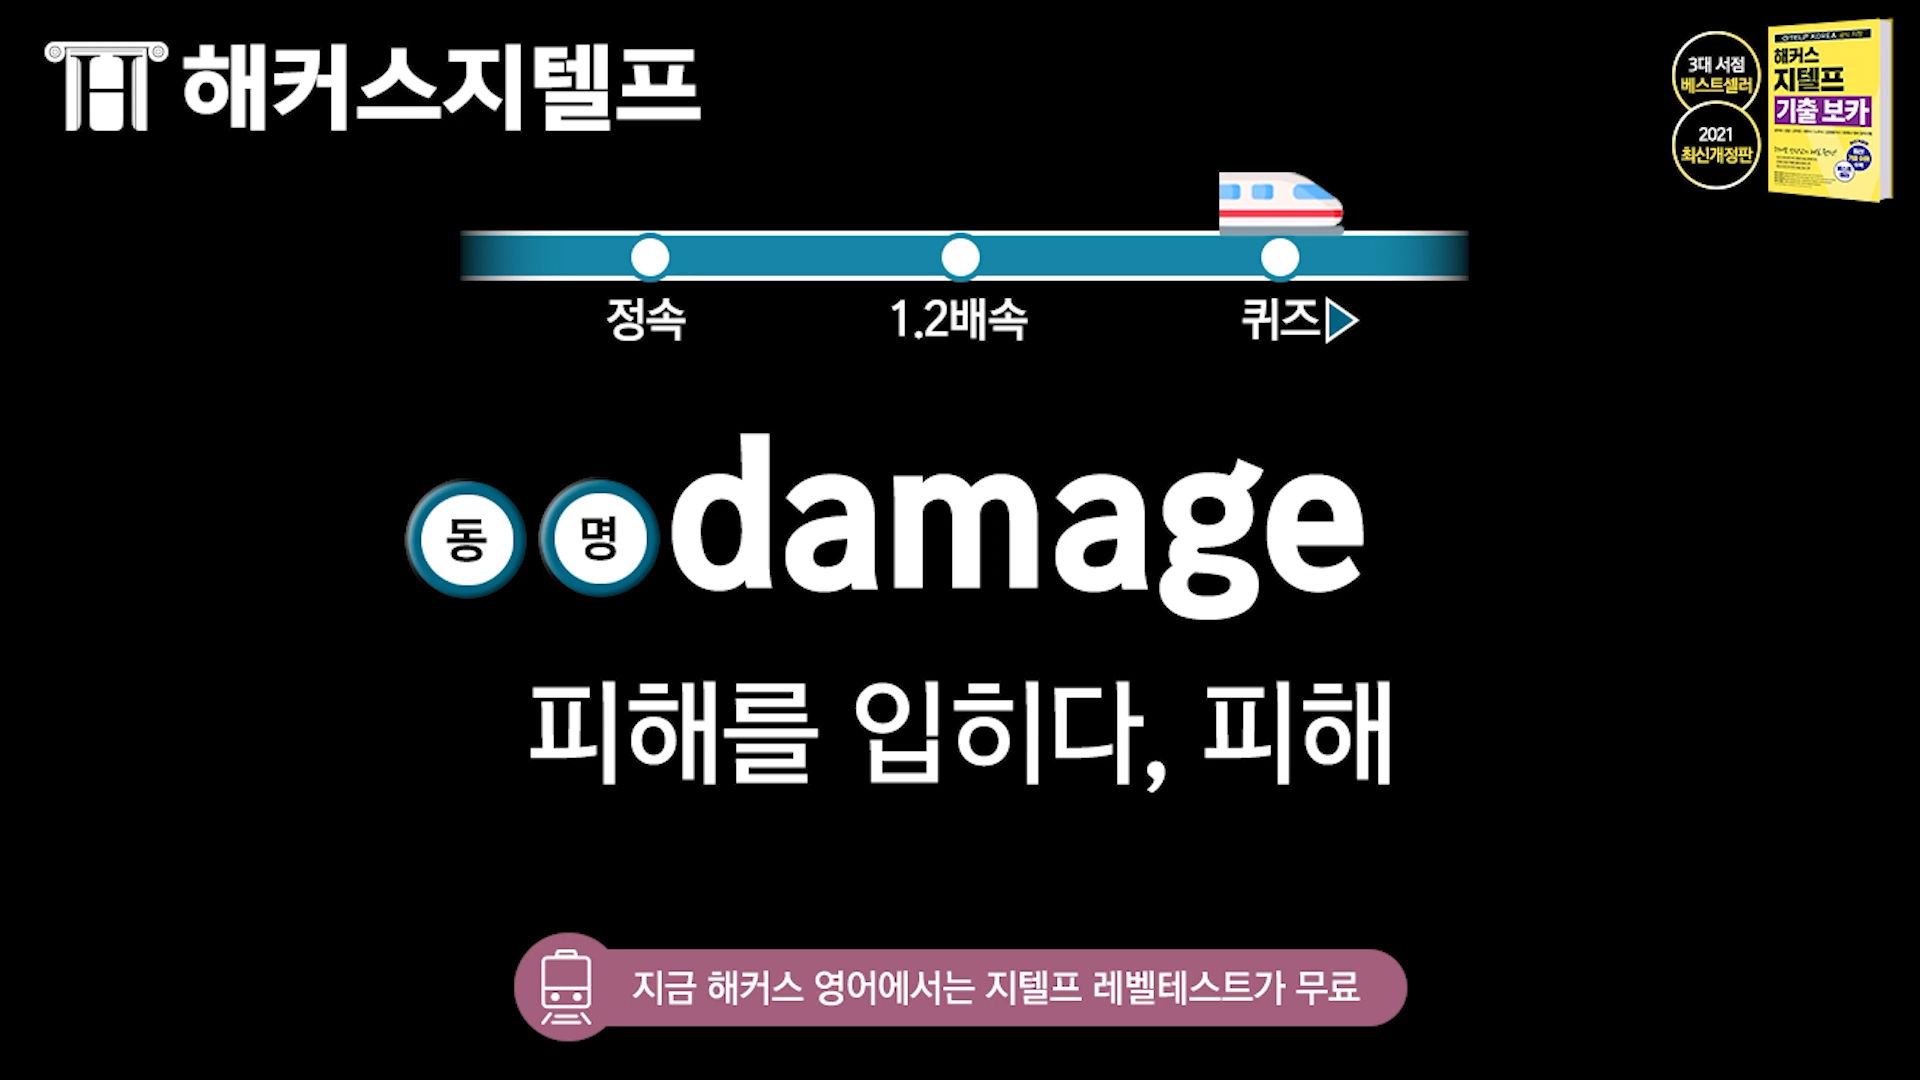 해커스지텔프
3대 서점
베스트셀러
2021
최신개정판
해커스
지텔프
기출 보카
정속
1.2배속
퀴즈
동 명 damage
피해를 입히다, 피해
지금 해커스 영어에서는 지텔프 레벨테스트가 무료